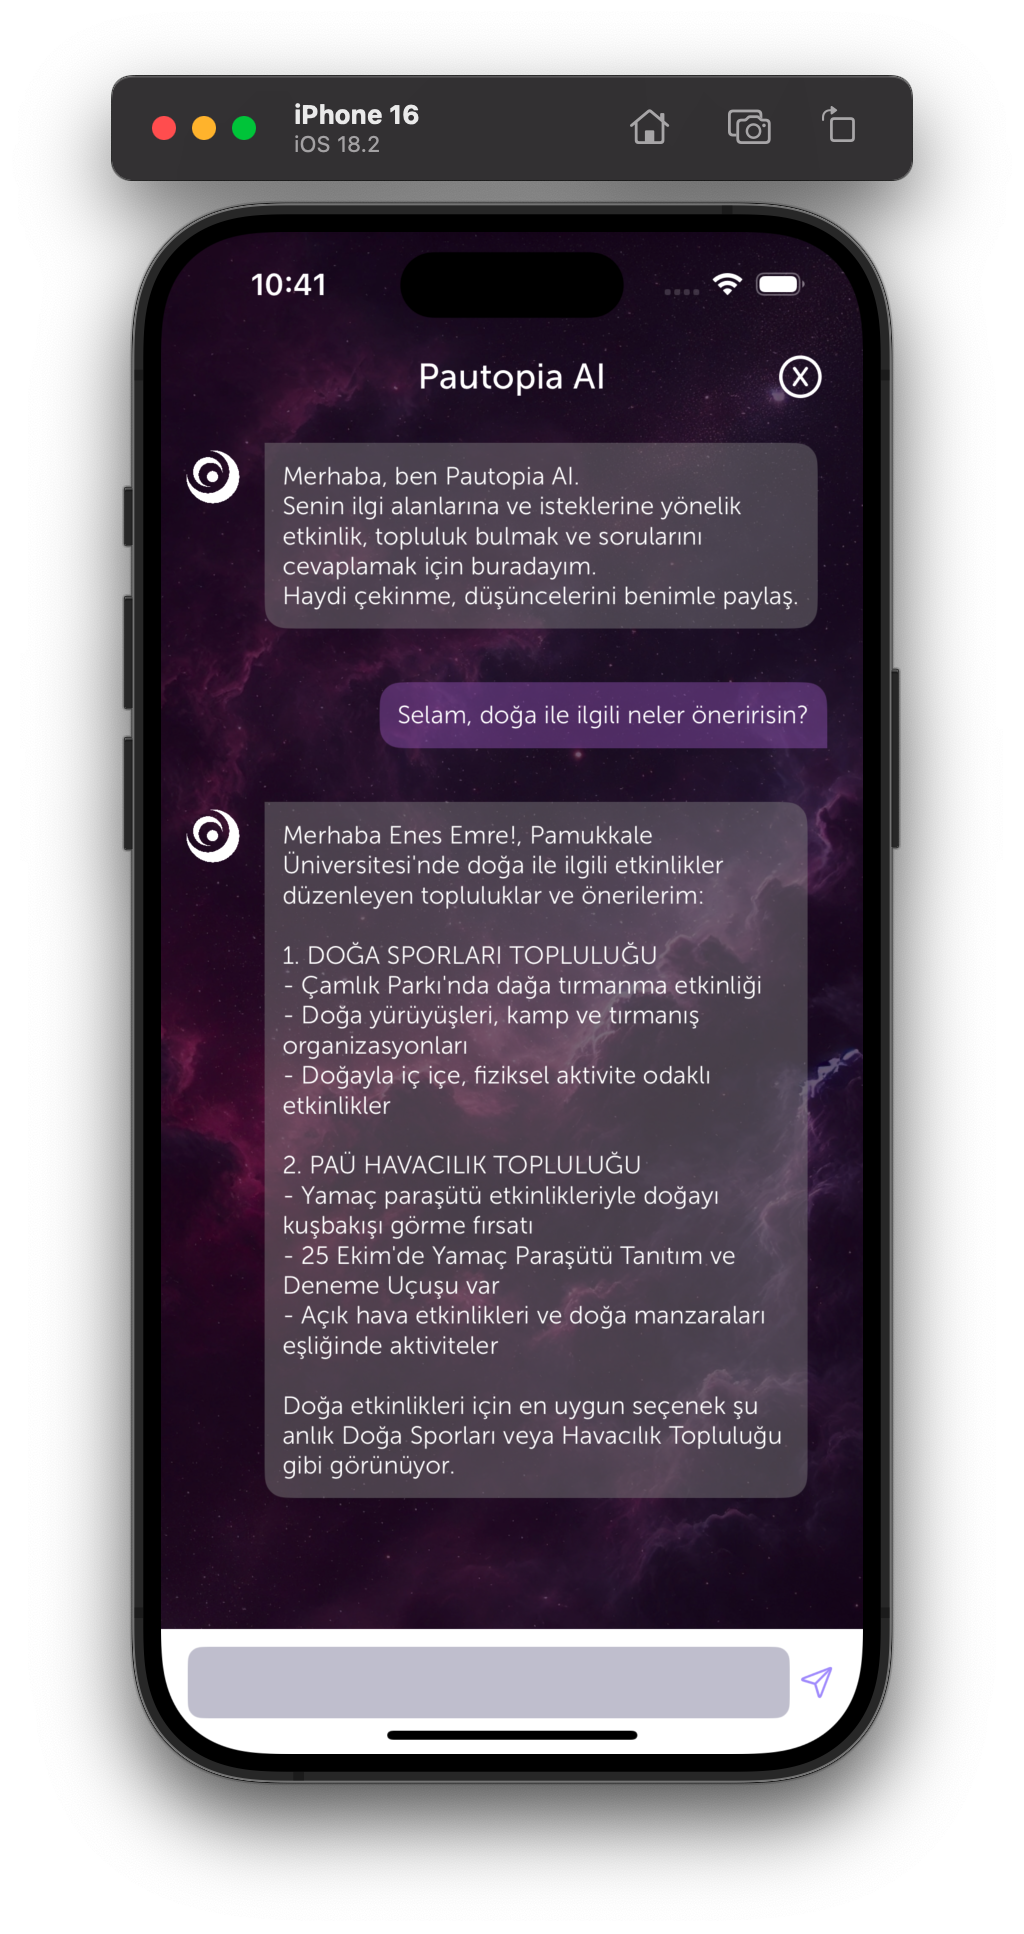 iPhone 16
iOS 18.2
10:41
Pautopia AI
X
Merhaba, ben Pautopia AI.
Senin ilgi alanlarına ve isteklerine yönelik
etkinlik, topluluk bulmak ve sorularını
cevaplamak için buradayım.
Haydi çekinme, düşüncelerini benimle paylaş.
Selam, doğa ile ilgili neler öneririsin?
Merhaba Enes Emre!, Pamukkale
Üniversitesi'nde doğa ile ilgili etkinlikler
düzenleyen topluluklar ve önerilerim:
1. DOĞA SPORLARI TOPLULUĞU
- Çamlık Parkı'nda dağa tırmanma etkinliği
- Doğa yürüyüşleri, kamp ve tırmanış
organizasyonları
- Doğayla iç içe, fiziksel aktivite odaklı
etkinlikler
2. PAÜ HAVACILIK TOPLULUĞU
- Yamaç paraşütü etkinlikleriyle doğayı
kuşbakışı görme fırsatı
- 25 Ekim'de Yamaç Paraşütü Tanıtım ve
Deneme Uçuşu var
- Açık hava etkinlikleri ve doğa manzaraları
eşliğinde aktiviteler
Doğa etkinlikleri için en uygun seçenek şu
anlık Doğa Sporları veya Havacılık Topluluğu
gibi görünüyor.